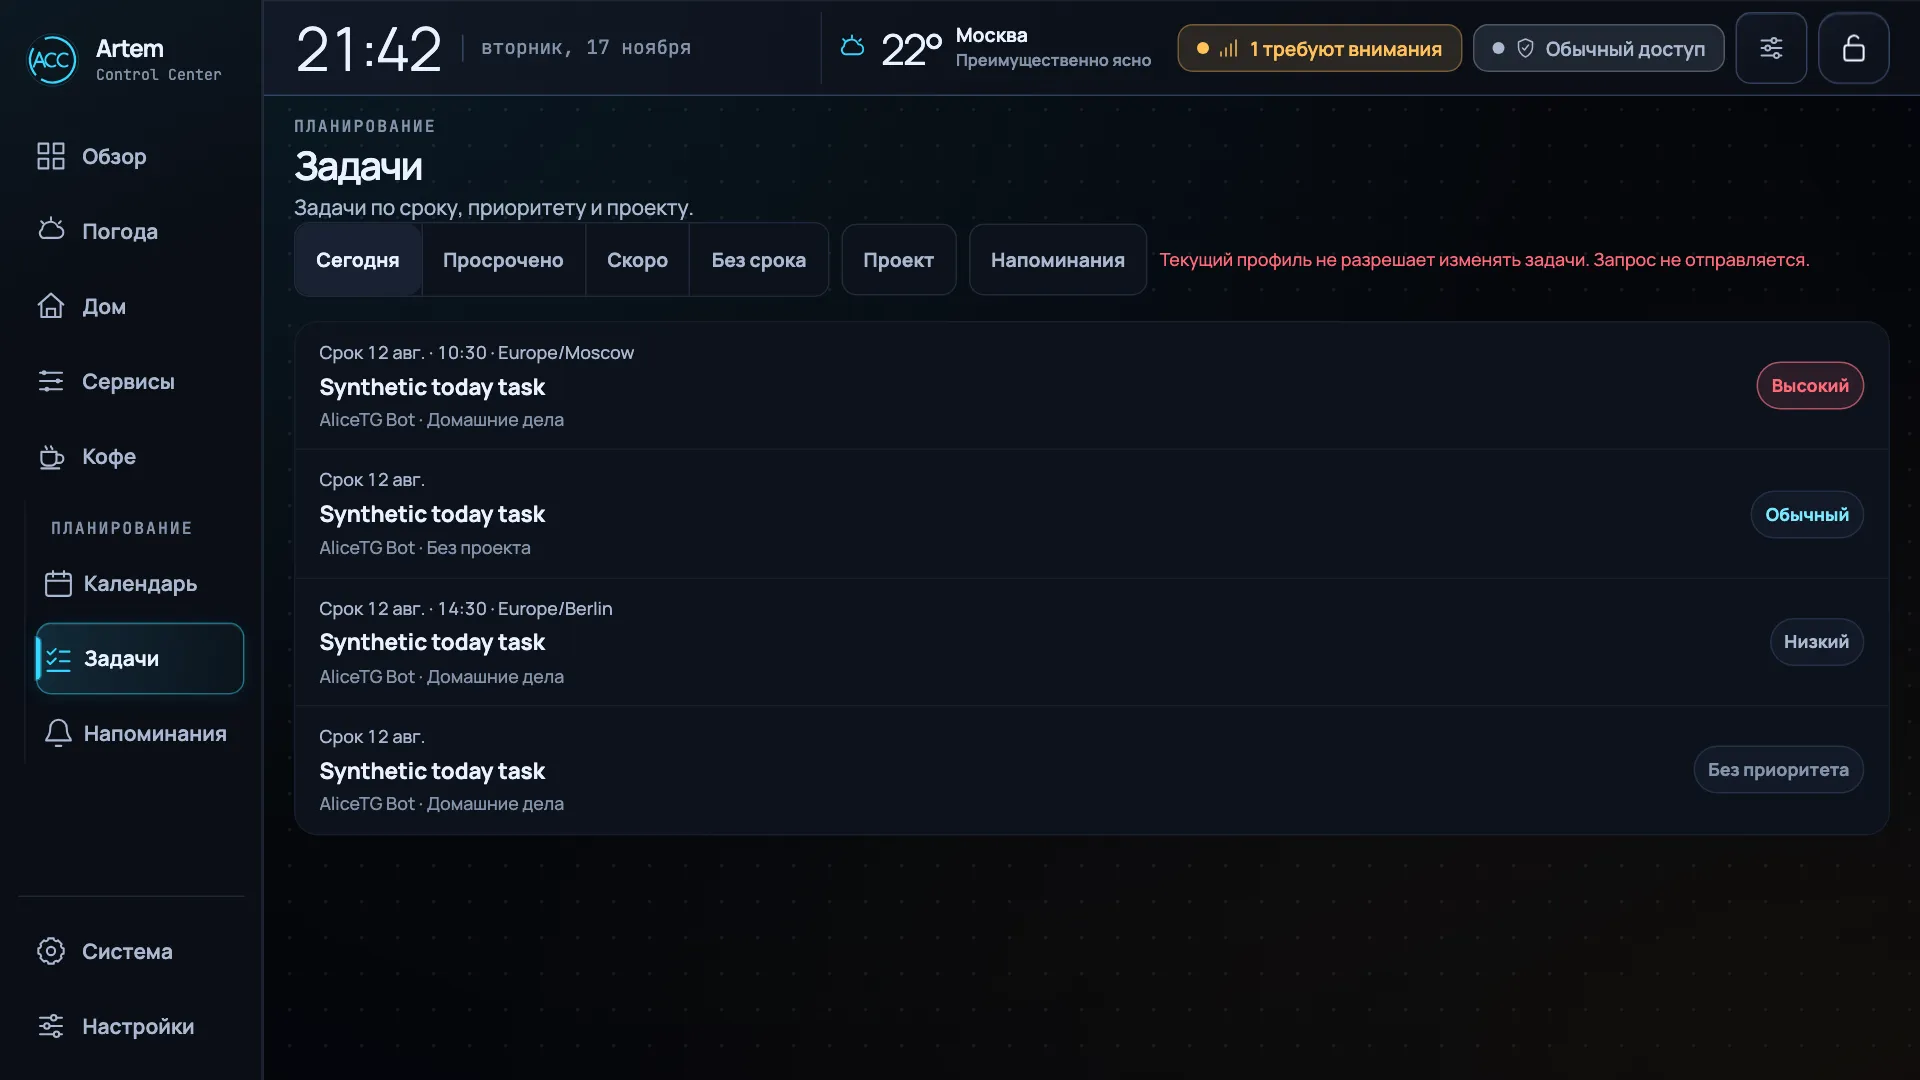 ACC
Artem
Control Center
21:42
вторник, 17 ноября
22°
Москва
Преимущественно ясно
1 требуют внимания
Обычный доступ
Обзор
Погода
Дом
Сервисы
Кофе
ПЛАНИРОВАНИЕ
Календарь
Задачи
Напоминания
Система
Настройки
ПЛАНИРОВАНИЕ
Задачи
Задачи по сроку, приоритету и проекту.
Сегодня
Просрочено
Скоро
Без срока
Проект
Напоминания
Текущий профиль не разрешает изменять задачи. Запрос не отправляется.
Срок 12 авг. · 10:30 · Europe/Moscow
Synthetic today task
AliceTG Bot · Домашние дела
Высокий
Срок 12 авг.
Synthetic today task
AliceTG Bot · Без проекта
Обычный
Срок 12 авг. · 14:30 · Europe/Berlin
Synthetic today task
AliceTG Bot · Домашние дела
Низкий
Срок 12 авг.
Synthetic today task
AliceTG Bot · Домашние дела
Без приоритета